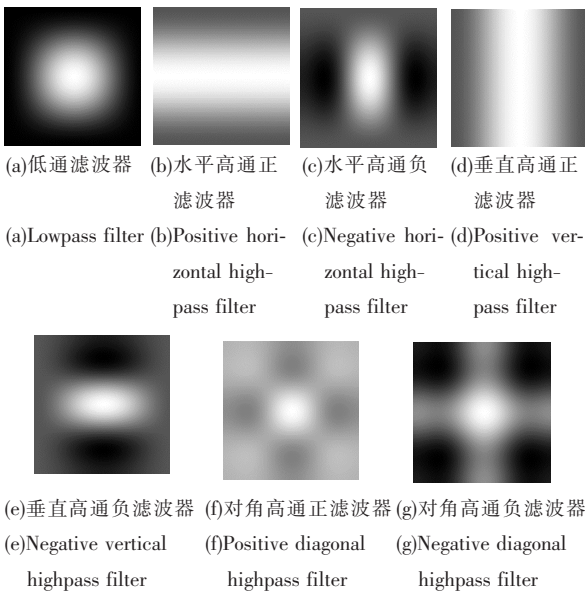 (a)低通滤波器 (b)水平高通正 (c)水平高通负 (d)垂直高通正
滤波器 滤波器 滤波器
(a)Lowpass filter (b)Positive hori- (c)Negative hori- (d)Positive ver-
zontal high- zontal high- tical high-
pass filter pass filter pass filter
(e)垂直高通负滤波器 (f)对角高通正滤波器 (g)对角高通负滤波器
(e)Negative vertical (f)Positive diagonal (g)Negative diagonal
highpass filter highpass filter highpass filter